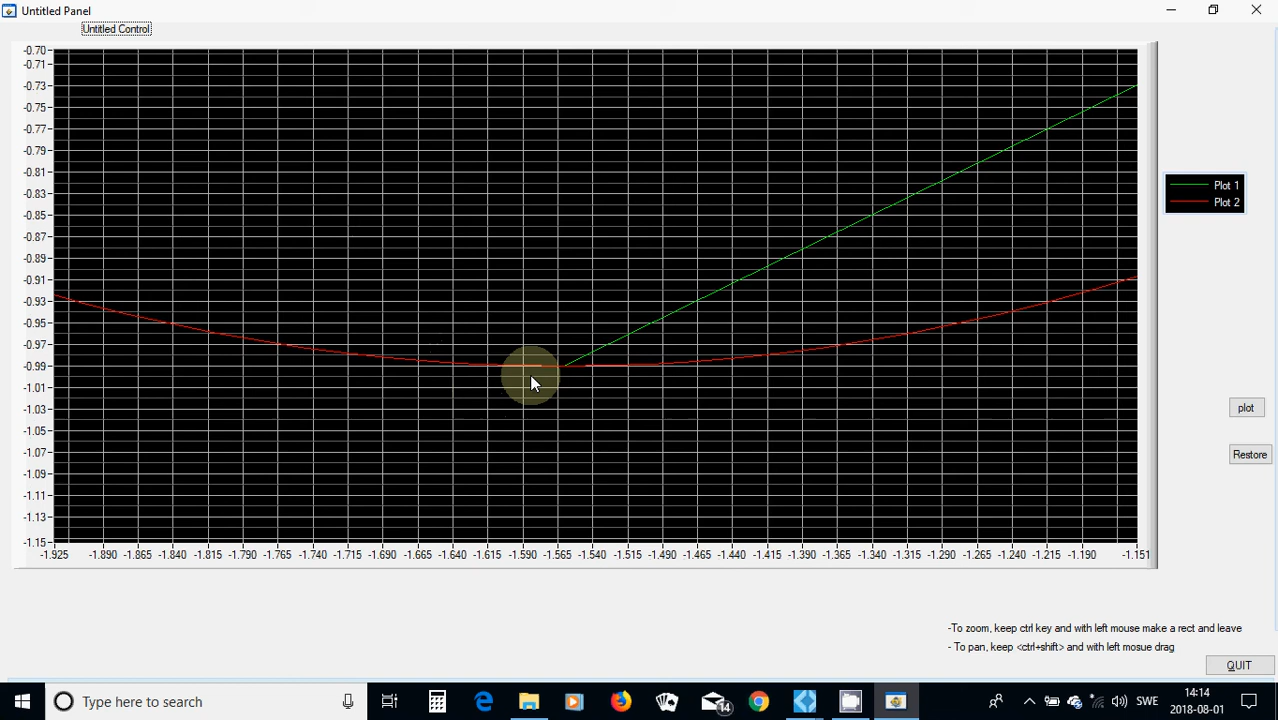 Untitled Panel
Untitled Control
-0.70
-0.71
-0.73
-0.75
-0.77
-0.79
-0.81
-0.83
-0.85
-0.87
-0.89
-0.91
-0.93
-0.95
-0.97
-0.99
-1.01
-1.03
-1.05
-1.07
-1.09
-1.11
-1.13
-1.15
-1.925 -1.890 -1.865 -1.840 -1.815 -1.790 -1.765 -1.740 -1.715 -1.690 -1.665 -1.640 -1.615 -1.590 -1.565 -1.540 -1.515 -1.490 -1.465 -1.440 -1.415 -1.390 -1.365 -1.340 -1.315 -1.290 -1.265 -1.240 -1.215 -1.190 -1.151
Plot 1
Plot 2
plot
Restore
-To zoom, keep ctrl key and with left mouse make a rect and leave
- To pan, keep <ctrl+shift> and with left mosue drag
QUIT
Type here to search
14
SWE
14:14
2018-08-01